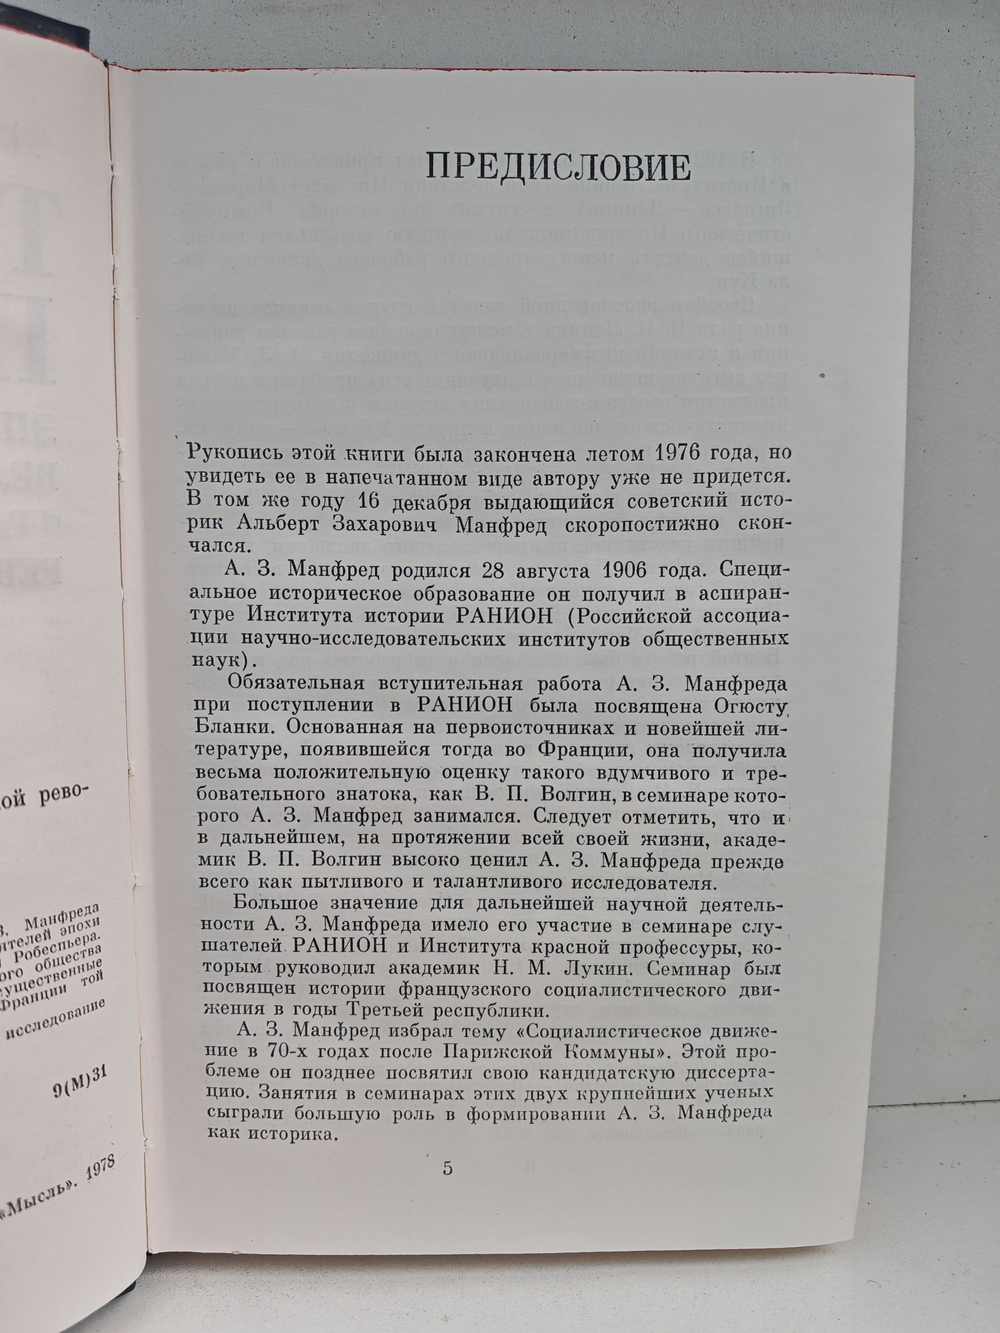 ой рево-
З. Манфреда
ителей эпохи
Робеспьера.
ого общества
существенные
Франции той
исследование
9(М)31
«Мысль». 1978
ПРЕДИСЛОВИЕ
Рукопись этой книги была закончена летом 1976 года, но
увидеть ее в напечатанном виде автору уже не придется.
В том же году 16 декабря выдающийся советский исто-
рик Альберт Захарович Манфред скоропостижно скон-
чался.
А. З. Манфред родился 28 августа 1906 года. Специ-
альное историческое образование он получил в аспиран-
туре Института истории РАНИОН (Российской ассоциа-
ции научно-исследовательских институтов общественных
наук).
Обязательная вступительная работа А. З. Манфреда
при поступлении в РАНИОН была посвящена Огюсту
Бланки. Основанная на первоисточниках и новейшей ли-
тературе, появившейся тогда во Франции, она получила
весьма положительную оценку такого вдумчивого и тре-
бовательного знатока, как В. П. Волгин, в семинаре кото-
рого А. З. Манфред занимался. Следует отметить, что и
в дальнейшем, на протяжении всей своей жизни, акаде-
мик В. П. Волгин высоко ценил А. З. Манфреда прежде
всего как пытливого и талантливого исследователя.
Большое значение для дальнейшей научной деятель-
ности А. З. Манфреда имело его участие в семинаре слу-
шателей РАНИОН и Института красной профессуры, ко-
торым руководил академик Н. М. Лукин. Семинар был
посвящен истории французского социалистического дви-
жения в годы Третьей республики.
А. З. Манфред избрал тему «Социалистическое движе-
ние в 70-х годах после Парижской Коммуны». Этой про-
блеме он позднее посвятил свою кандидатскую диссерта-
цию. Занятия в семинарах этих двух крупнейших ученых
сыграли большую роль в формировании А. З. Манфреда
как историка.
5